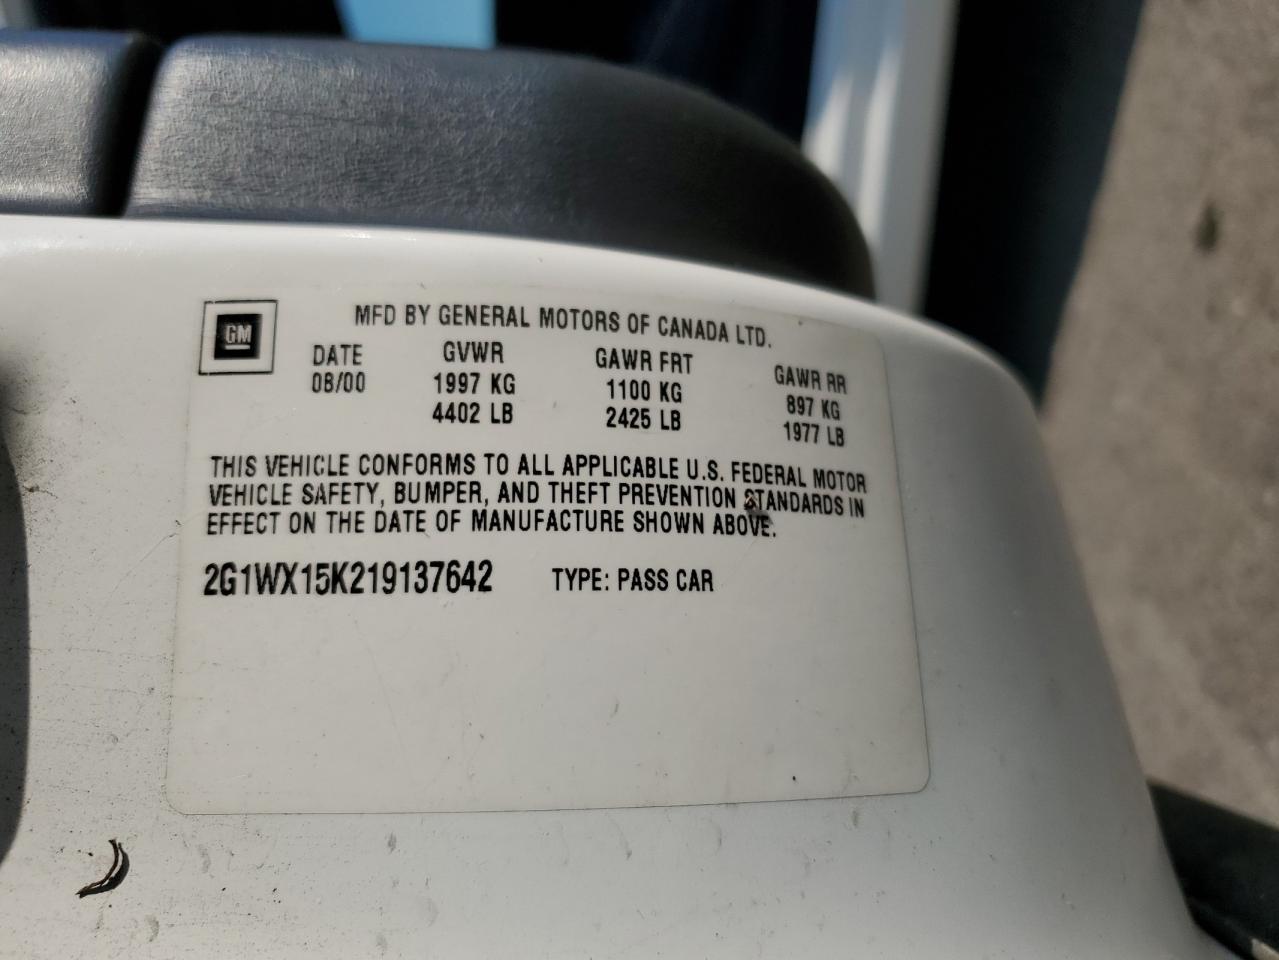 GM
MFD BY GENERAL MOTORS OF CANADA LTD.
DATE GVWR GAWR FRT GAWR RR
08/00 1997 KG 1100 KG 897 KG
4402 LB 2425 LB 1977 LB
THIS VEHICLE CONFORMS TO ALL APPLICABLE U.S. FEDERAL MOTOR
VEHICLE SAFETY, BUMPER, AND THEFT PREVENTION STANDARDS IN
EFFECT ON THE DATE OF MANUFACTURE SHOWN ABOVE.
2G1WX15K219137642 TYPE: PASS CAR